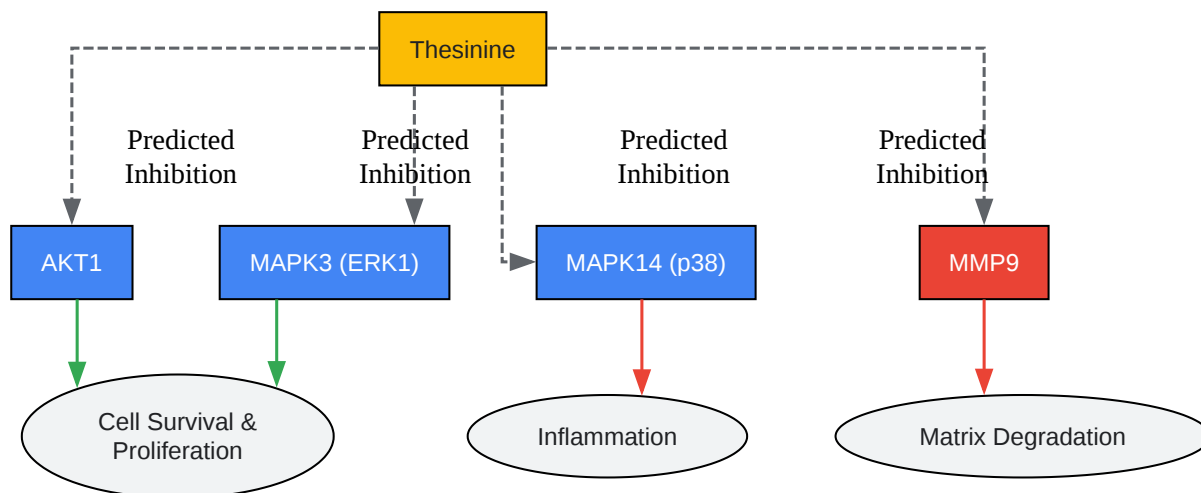 Thesinine
Predicted
Inhibition
Predicted
Inhibition
Predicted
Inhibition
Predicted
Inhibition
AKT1
MAPK3 (ERK1)
MAPK14 (p38)
MMP9
Cell Survival &
Proliferation
Inflammation
Matrix Degradation